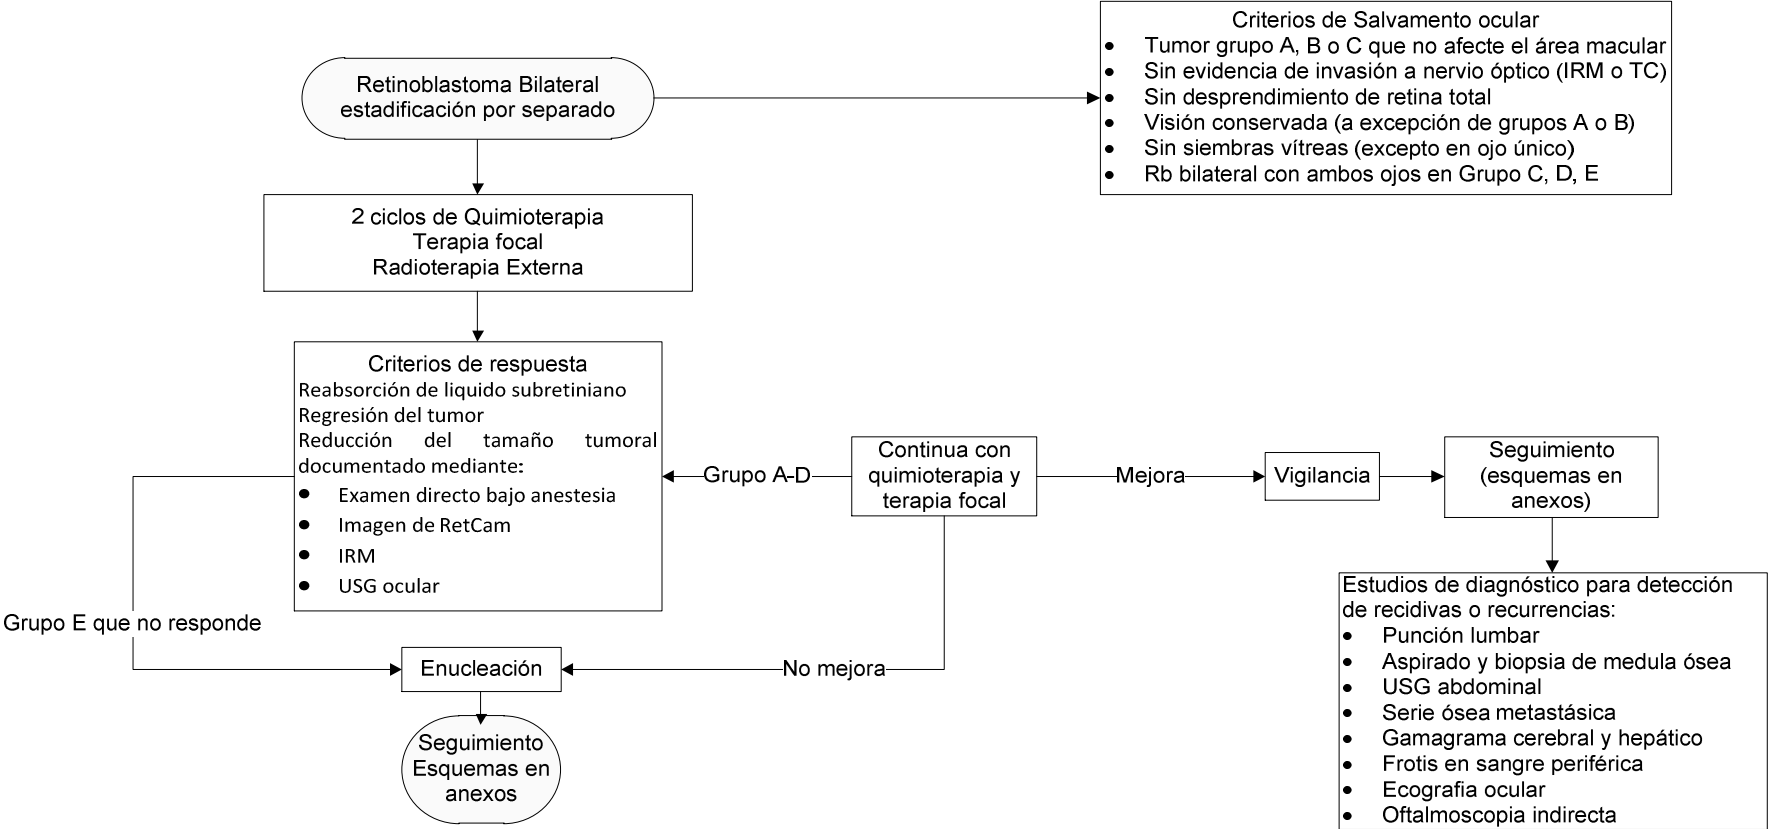 Criterios de Salvamento ocular
• Tumor grupo A, B o C que no afecte el área macular
• Sin evidencia de invasión a nervio óptico (IRM o TC)
• Sin desprendimiento de retina total
• Visión conservada (a excepción de grupos A o B)
• Sin siembras vítreas (excepto en ojo único)
• Rb bilateral con ambos ojos en Grupo C, D, E
Retinoblastoma Bilateral
estadificación por separado
2 ciclos de Quimioterapia
Terapia focal
Radioterapia Externa
Criterios de respuesta
Reabsorción de liquido subretiniano
Regresión del tumor
Reducción del tamaño tumoral
documentado mediante:
• Examen directo bajo anestesia
• Imagen de RetCam
• IRM
• USG ocular
Grupo A-D
Continua con
quimioterapia y
terapia focal
Mejora
Vigilancia
Seguimiento
(esquemas en
anexos)
Grupo E que no responde
Enucleación
No mejora
Seguimiento
Esquemas en
anexos
Estudios de diagnóstico para detección
de recidivas o recurrencias:
• Punción lumbar
• Aspirado y biopsia de medula ósea
• USG abdominal
• Serie ósea metastásica
• Gamagrama cerebral y hepático
• Frotis en sangre periférica
• Ecografia ocular
• Oftalmoscopia indirecta